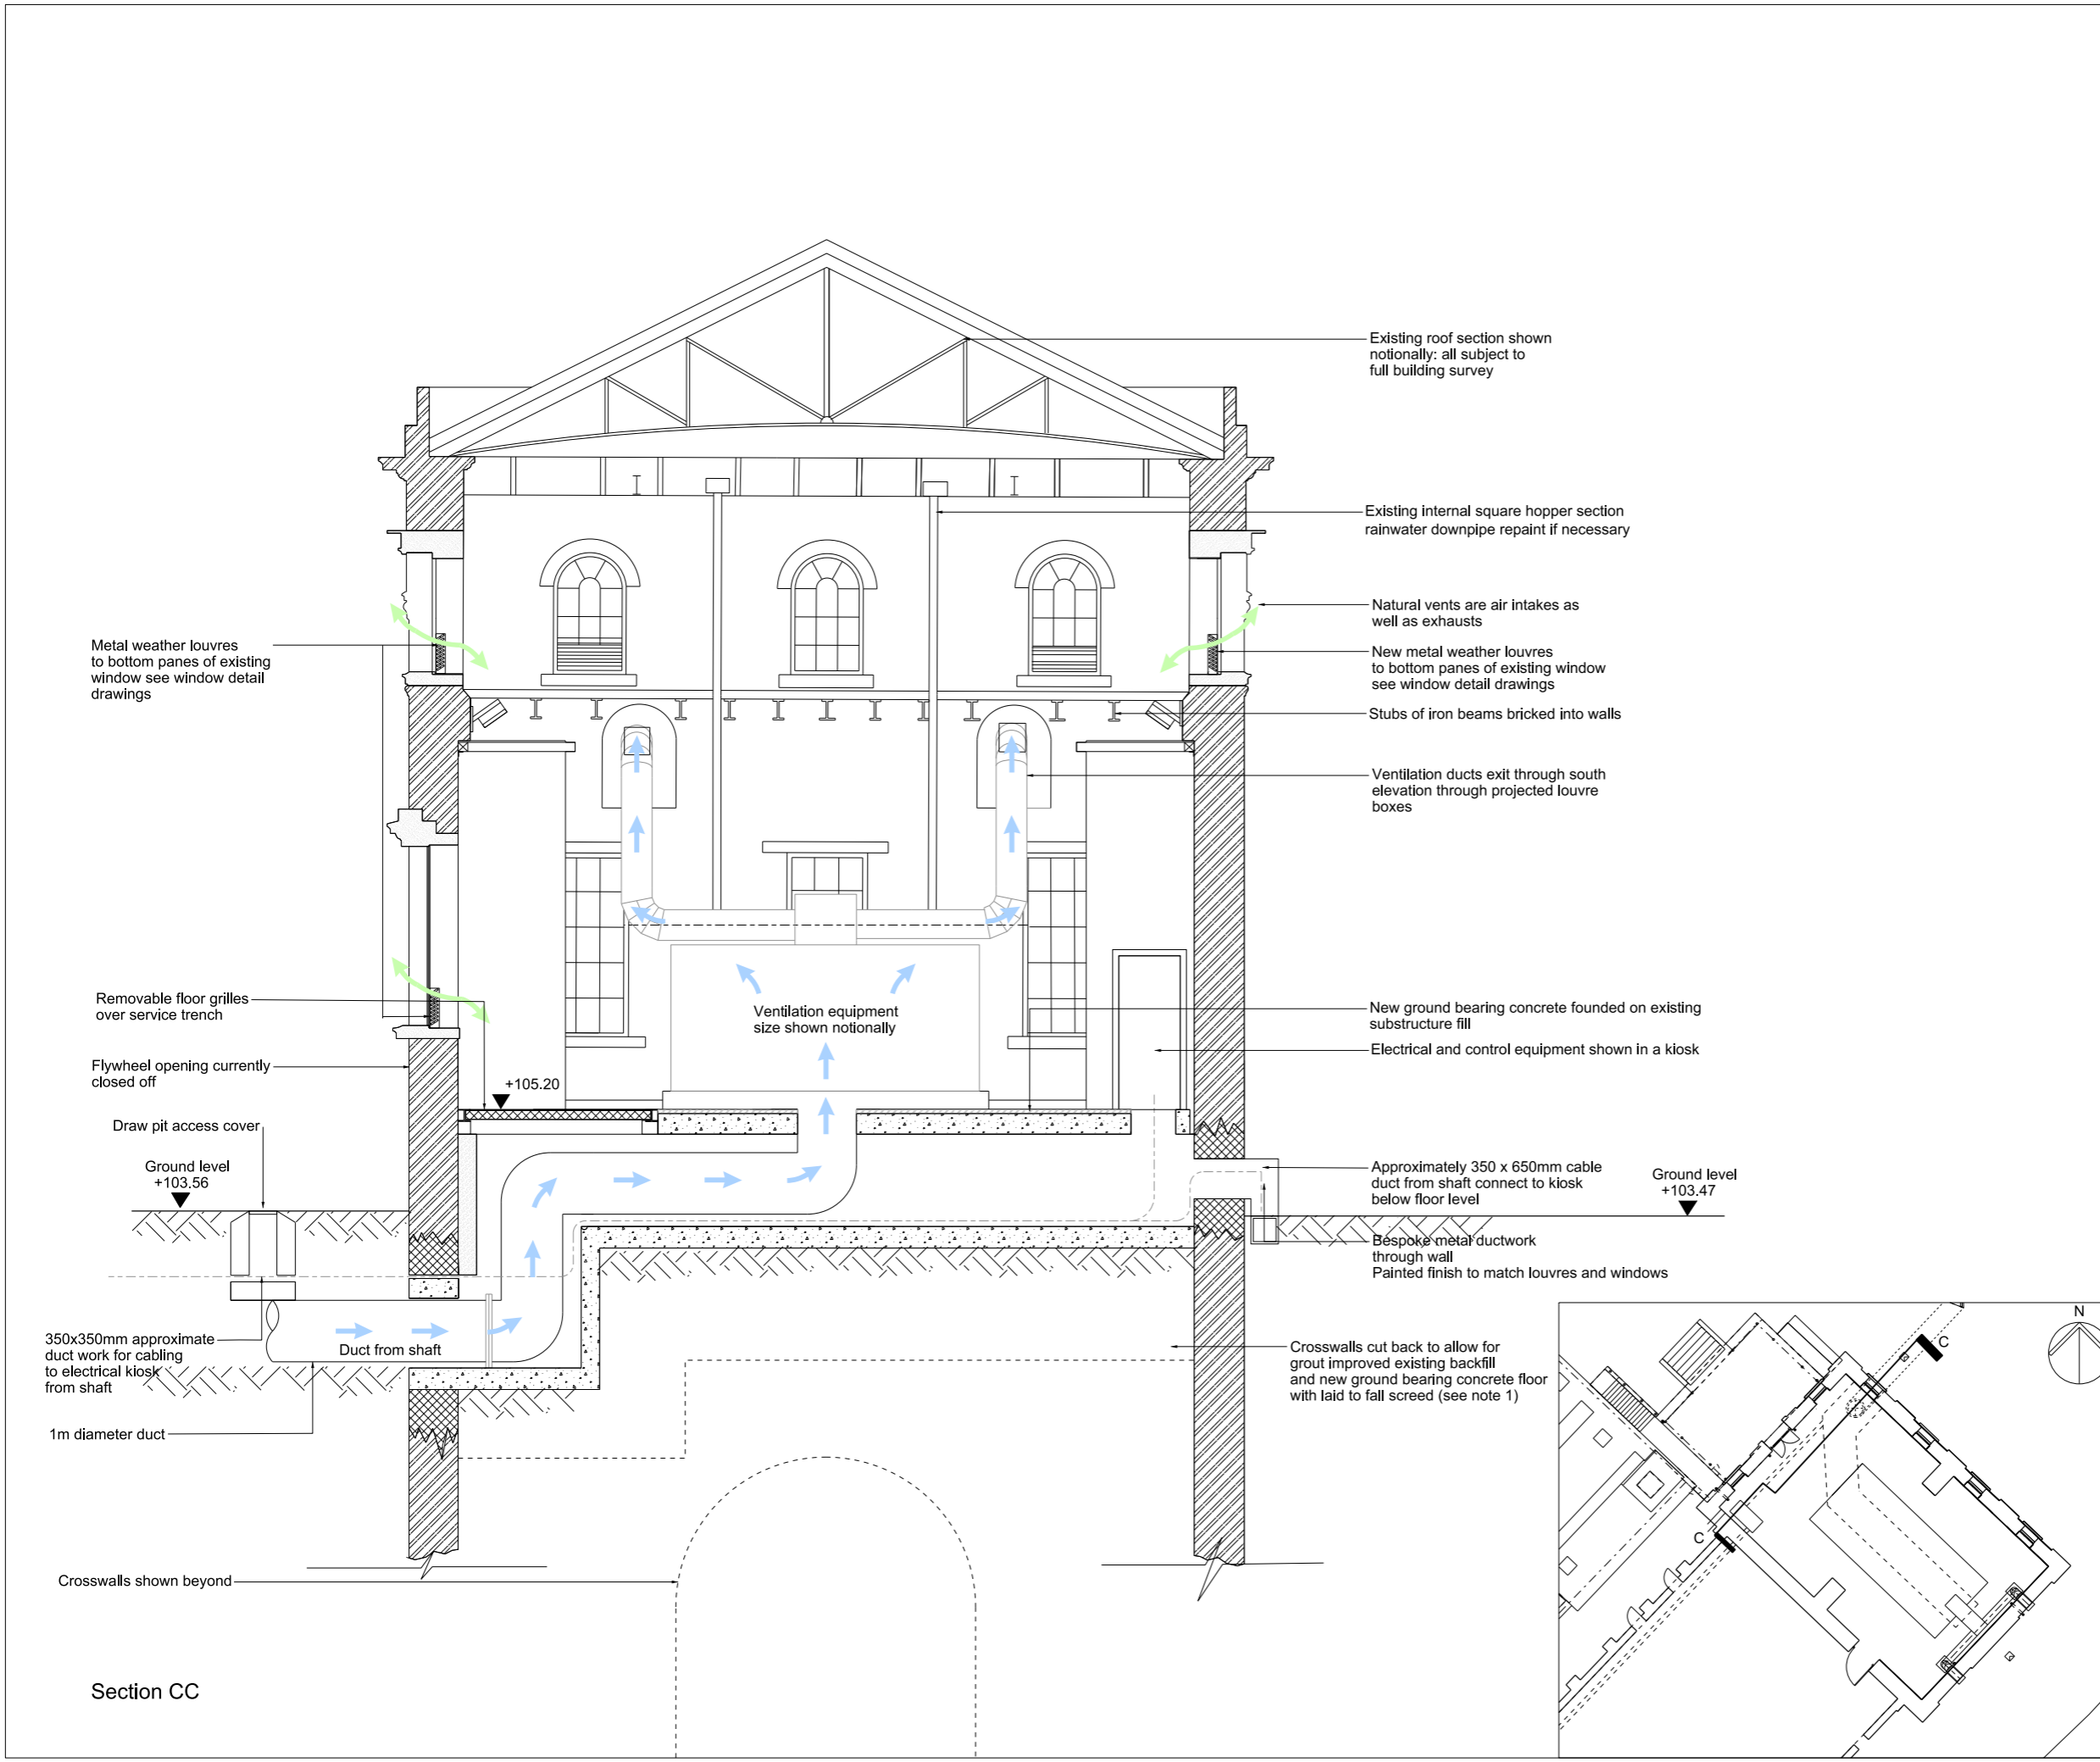 Existing roof section shown
notionally: all subject to
full building survey
Existing internal square hopper section
rainwater downpipe repaint if necessary
Natural vents are air intakes as
well as exhausts
Metal weather louvres
to bottom panes of existing
window see window detail
drawings
New metal weather louvres
to bottom panes of existing window
see window detail drawings
Stubs of iron beams bricked into walls
Ventilation ducts exit through south
elevation through projected louvre
boxes
Removable floor grilles
over service trench
Ventilation equipment
size shown notionally
New ground bearing concrete founded on existing
substructure fill
Electrical and control equipment shown in a kiosk
Flywheel opening currently
closed off
+105.20
Draw pit access cover
Ground level
+103.56
Approximately 350 x 650mm cable
duct from shaft connect to kiosk
below floor level
Ground level
+103.47
Bespoke metal ductwork
through wall
Painted finish to match louvres and windows
350x350mm approximate
duct work for cabling
to electrical kiosk
from shaft
Duct from shaft
Crosswalls cut back to allow for
grout improved existing backfill
and new ground bearing concrete floor
with laid to fall screed (see note 1)
1m diameter duct
Crosswalls shown beyond
N
C
C
Section CC